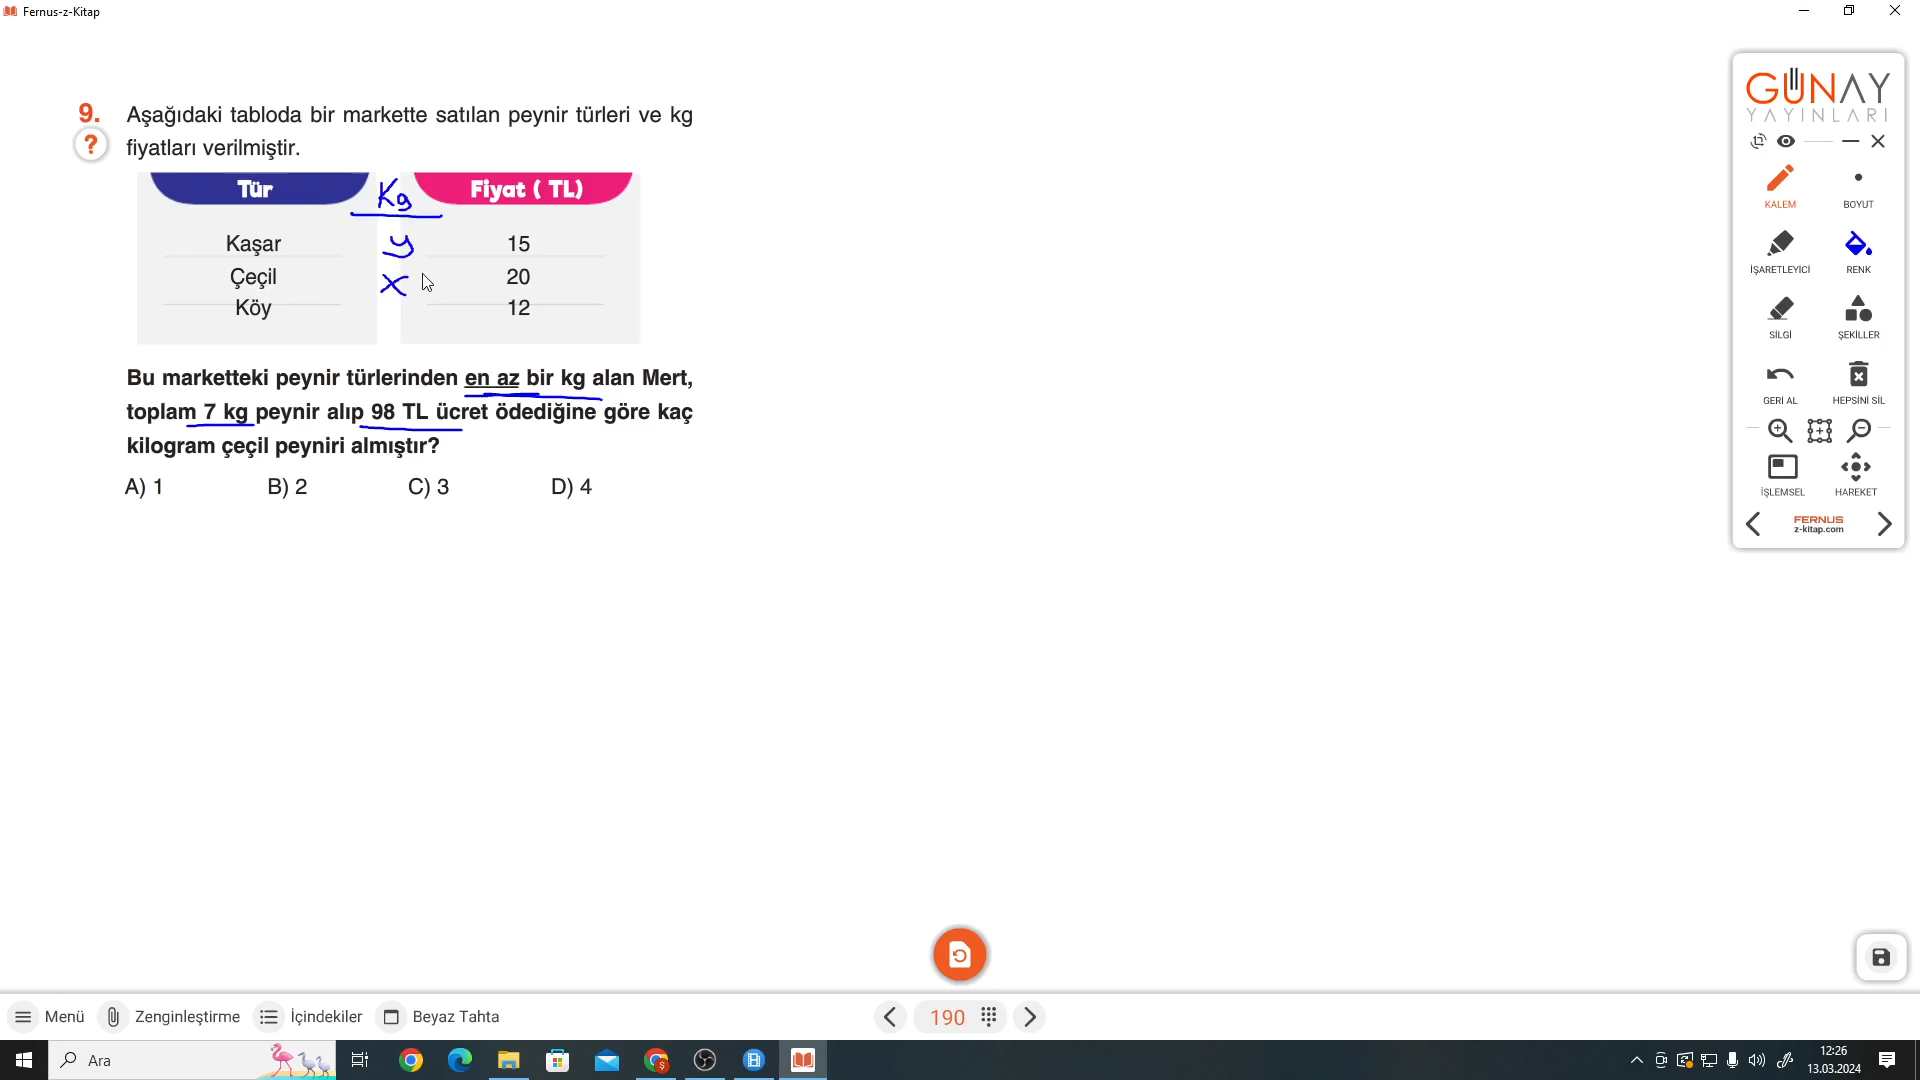 Fernus-z-Kitap
9. Aşağıdaki tabloda bir markette satılan peynir türleri ve kg
? fiyatları verilmiştir.
Tür Kg Fiyat ( TL)
Kaşar y 15
Çeçil x 20
Köy 12
Bu marketteki peynir türlerinden en az bir kg alan Mert,
toplam 7 kg peynir alıp 98 TL ücret ödediğine göre kaç
kilogram çeçil peyniri almıştır?
A) 1 B) 2 C) 3 D) 4
GÜNAY
YAYINLARI
KALEM BOYUT
İŞARETLEYİCİ RENK
SİLGİ ŞEKİLLER
GERİ AL HEPSİNİ SİL
İŞLEMSEL HAREKET
FERNUS
z-kitap.com
Menü Zenginleştirme İçindekiler Beyaz Tahta 190
Ara 12:26
13.03.2024